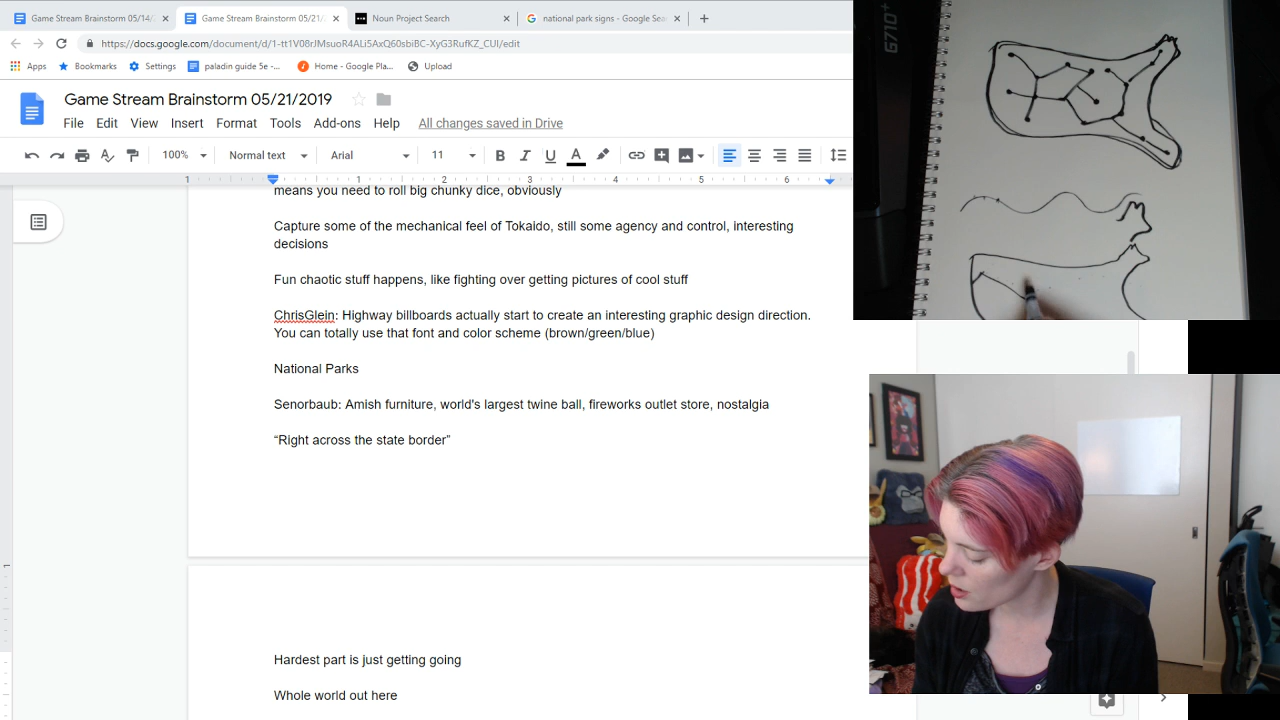 Game Stream Brainstorm 05/14/
Game Stream Brainstorm 05/21/
Noun Project Search
national park signs - Google Sea
https://docs.google.com/document/d/1-tt1V08rJMsuoR4ALi5AxQ60sbiBC-XyG3RufKZ_CUI/edit
Apps Bookmarks Settings paladin guide 5e -... Home - Google Pla... Upload
Game Stream Brainstorm 05/21/2019
File Edit View Insert Format Tools Add-ons Help All changes saved in Drive
100% Normal text Arial 11 B I U A
1 1 2 3 4 5 6
means you need to roll big chunky dice, obviously
Capture some of the mechanical feel of Tokaido, still some agency and control, interesting
decisions
Fun chaotic stuff happens, like fighting over getting pictures of cool stuff
ChrisGlein: Highway billboards actually start to create an interesting graphic design direction.
You can totally use that font and color scheme (brown/green/blue)
National Parks
Senorbaub: Amish furniture, world's largest twine ball, fireworks outlet store, nostalgia
“Right across the state border”
Hardest part is just getting going
Whole world out here
G710+